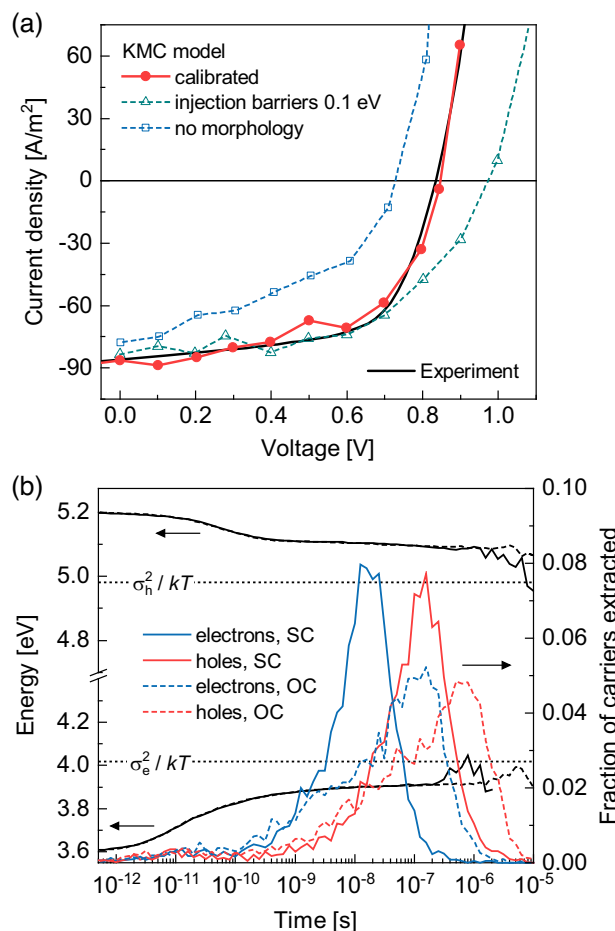 (a)
60
30
0
-30
-60
-90
Current density [A/m²]
KMC model
calibrated
injection barriers 0.1 eV
no morphology
Experiment
0.0 0.2 0.4 0.6 0.8 1.0
Voltage [V]
(b)
5.2
5.0
4.8
4.2
4.0
3.9
3.8
3.6
Energy [eV]
σh² / kT
electrons, SC
holes, SC
electrons, OC
holes, OC
σe² / kT
0.10
0.08
0.06
0.04
0.02
0.00
Fraction of carriers extracted
10⁻¹² 10⁻¹¹ 10⁻¹⁰ 10⁻⁹ 10⁻⁸ 10⁻⁷ 10⁻⁶ 10⁻⁵
Time [s]